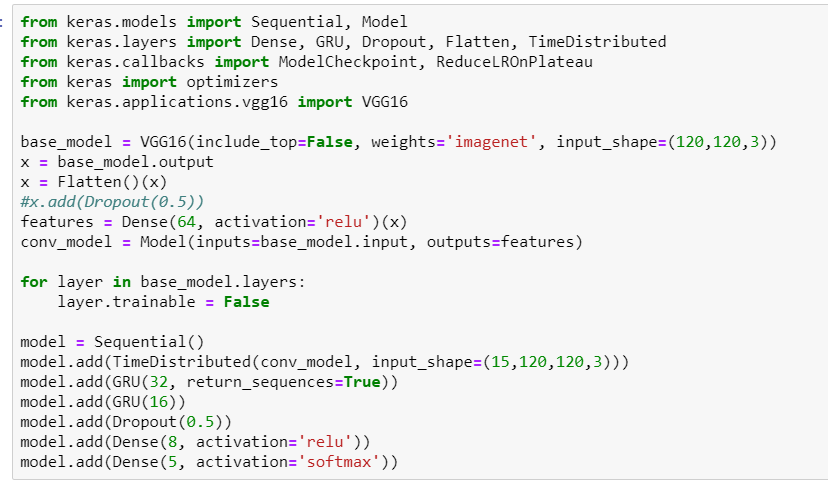 :
from keras.models import Sequential, Model
from keras.layers import Dense, GRU, Dropout, Flatten, TimeDistributed
from keras.callbacks import ModelCheckpoint, ReduceLROnPlateau
from keras import optimizers
from keras.applications.vgg16 import VGG16

base_model = VGG16(include_top=False, weights='imagenet', input_shape=(120,120,3))
x = base_model.output
x = Flatten()(x)
#x.add(Dropout(0.5))
features = Dense(64, activation='relu')(x)
conv_model = Model(inputs=base_model.input, outputs=features)

for layer in base_model.layers:
    layer.trainable = False

model = Sequential()
model.add(TimeDistributed(conv_model, input_shape=(15,120,120,3)))
model.add(GRU(32, return_sequences=True))
model.add(GRU(16))
model.add(Dropout(0.5))
model.add(Dense(8, activation='relu'))
model.add(Dense(5, activation='softmax'))